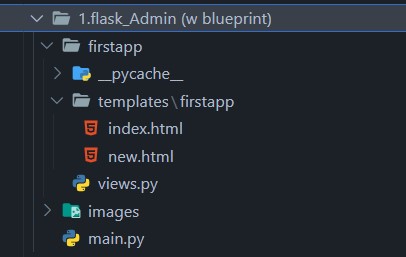 1.flask_Admin (w blueprint)
firstapp
__pycache__
templates\firstapp
index.html
new.html
views.py
images
main.py